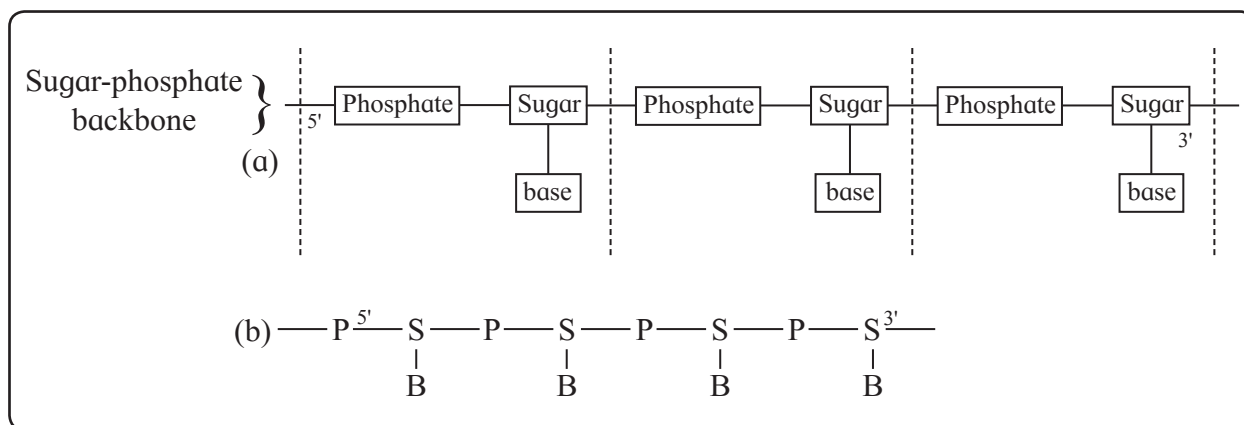 Sugar-phosphate
backbone
(a)
5' Phosphate Sugar Phosphate Sugar Phosphate Sugar 3'
base base base
(b) P 5' S P S P S P S 3'
B B B B